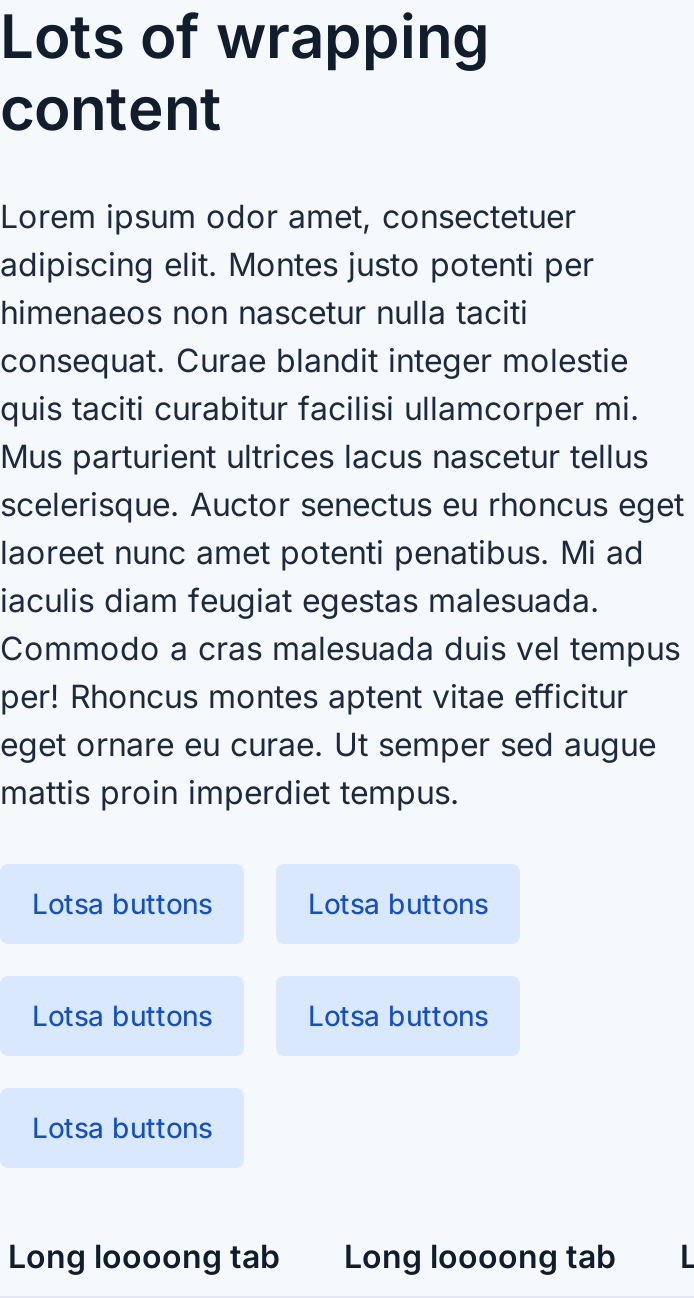 Lots of wrapping
content
Lorem ipsum odor amet, consectetuer
adipiscing elit. Montes justo potenti per
himenaeos non nascetur nulla taciti
consequat. Curae blandit integer molestie
quis taciti curabitur facilisi ullamcorper mi.
Mus parturient ultrices lacus nascetur tellus
scelerisque. Auctor senectus eu rhoncus eget
laoreet nunc amet potenti penatibus. Mi ad
iaculis diam feugiat egestas malesuada.
Commodo a cras malesuada duis vel tempus
per! Rhoncus montes aptent vitae efficitur
eget ornare eu curae. Ut semper sed augue
mattis proin imperdiet tempus.
Lotsa buttons Lotsa buttons
Lotsa buttons Lotsa buttons
Lotsa buttons
Long loooong tab Long loooong tab